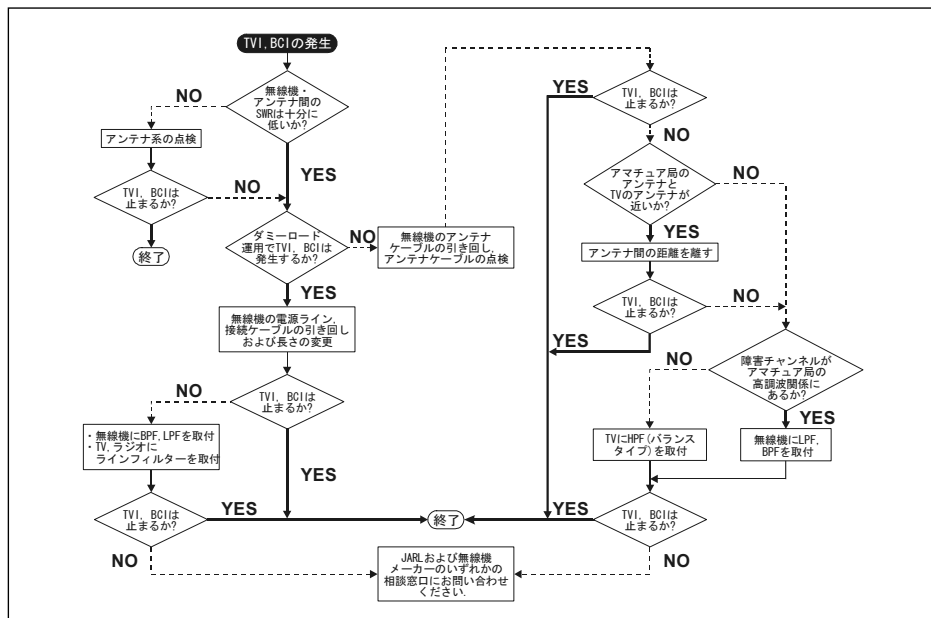 TVI, BCIの発生
無線機・
アンテナ間の
SWRは十分に
低いか?
NO
アンテナ系の点検
YES
TVI, BCIは
止まるか?
NO
終了
ダミーロード
運用でTVI, BCIは
発生するか?
NO
無線機のアンテナ
ケーブルの引き回し,
アンテナケーブルの点検
YES
無線機の電源ライン,
接続ケーブルの引き回し
および長さの変更
TVI, BCIは
止まるか?
NO
・無線機にBPF, LPFを取付
・TV, ラジオに
ラインフィルターを取付
YES
TVI, BCIは
止まるか?
YES
NO
終了
TVI, BCIは
止まるか?
YES
NO
アマチュア局の
アンテナと
TVのアンテナが
近いか?
NO
YES
アンテナ間の距離を離す
TVI, BCIは
止まるか?
NO
YES
障害チャンネルが
アマチュア局の
高調波関係に
あるか?
NO
YES
TVにHPF(バランス
タイプ)を取付
無線機にLPF,
BPFを取付
TVI, BCIは
止まるか?
YES
NO
JARLおよび無線機
メーカーのいずれかの
相談窓口にお問い合わせ
ください.